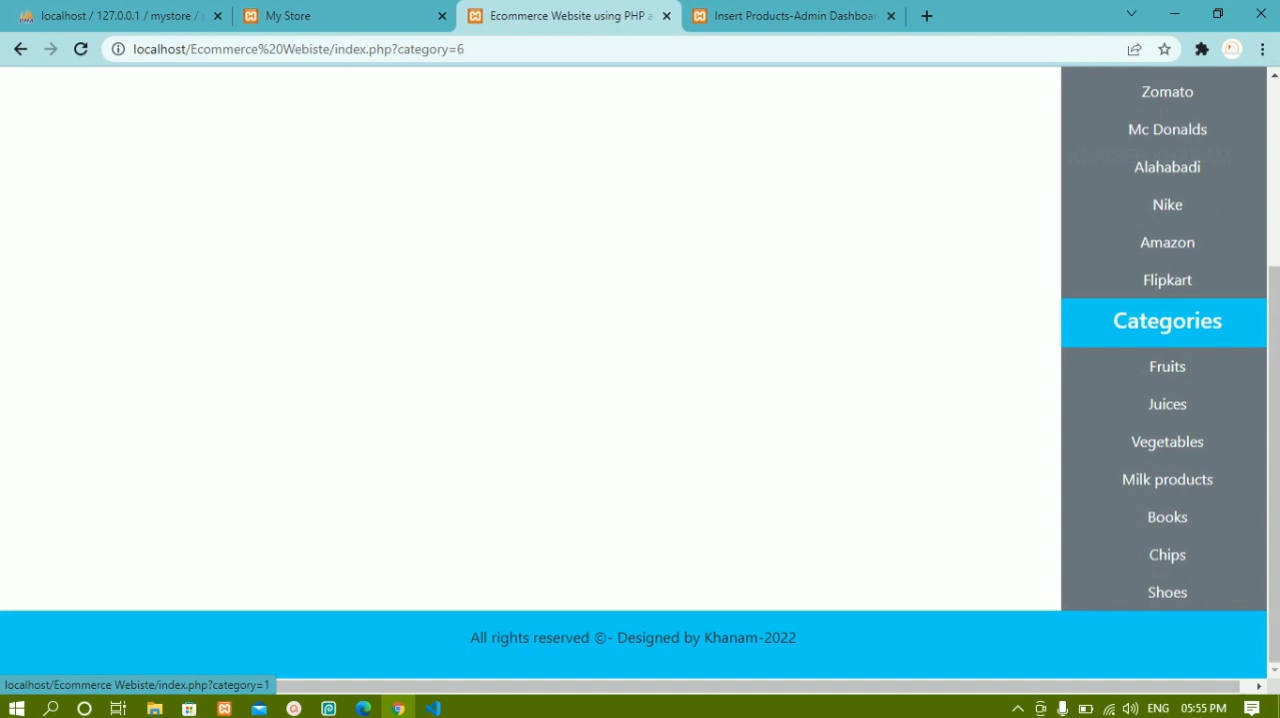 localhost / 127.0.0.1 / mystore / p
My Store
Ecommerce Website using PHP a
Insert Products-Admin Dashboar
localhost/Ecommerce%20Webiste/index.php?category=6
Zomato
Mc Donalds
Alahabadi
Nike
Amazon
Flipkart
Categories
Fruits
Juices
Vegetables
Milk products
Books
Chips
Shoes
All rights reserved ©- Designed by Khanam-2022
localhost/Ecommerce Webiste/index.php?category=1
ENG
05:55 PM